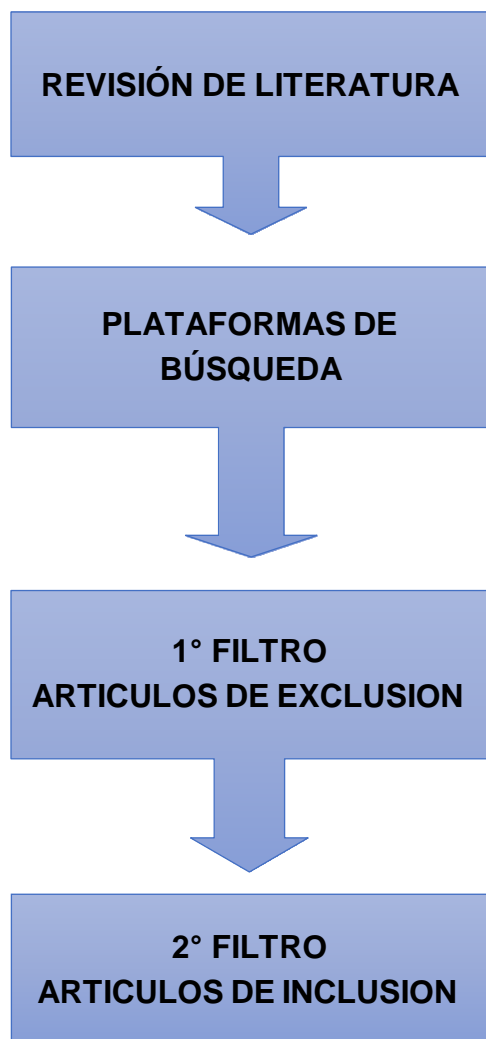 REVISIÓN DE LITERATURA
PLATAFORMAS DE
BÚSQUEDA
1° FILTRO
ARTICULOS DE EXCLUSION
2° FILTRO
ARTICULOS DE INCLUSION